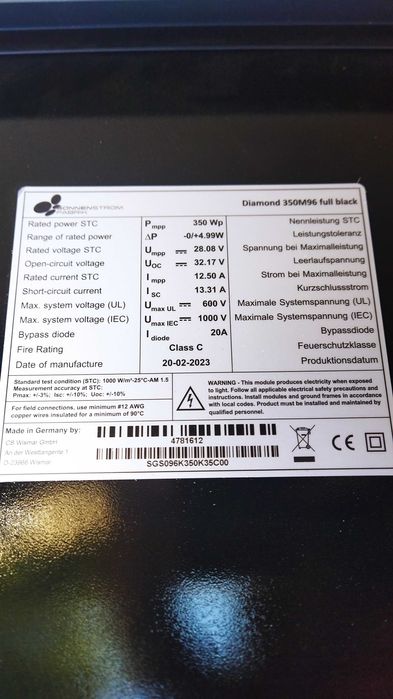 SONNENSTROM
FABRIK
Diamond 350M96 full black
Rated power STC P mpp 350 Wp Nennleistung STC
Range of rated power ΔP -0/+4.99W Leistungstoleranz
Rated voltage STC U mpp 28.08 V Spannung bei Maximalleistung
Open-circuit voltage U OC 32.17 V Leerlaufspannung
Rated current STC I mpp 12.50 A Strom bei Maximalleistung
Short-circuit current I SC 13.31 A Kurzschlussstrom
Max. system voltage (UL) U max UL 600 V Maximale Systemspannung (UL)
Max. system voltage (IEC) U max IEC 1000 V Maximale Systemspannung (IEC)
Bypass diode I diode 20A Bypassdiode
Fire Rating Class C Feuerschutzklasse
Date of manufacture 20-02-2023 Produktionsdatum
Standard test condition (STC): 1000 W/m²-25°C-AM 1.5
Measurement accuracy at STC:
Pmax: +/-3%; Isc: +/-10%; Uoc: +/-10%
For field connections, use minimum #12 AWG
copper wires insulated for a minimum of 90°C
WARNING - This module produces electricity when exposed
to light. Follow all applicable electrical safety precautions and
instructions. Install modules and ground frames in accordance
with local codes. Product must be installed and maintained by
qualified personnel.
Made in Germany by:
CS Wismar GmbH
An der Westtangente 1
D-23966 Wismar
4781612
SGS096K350K35C00
CE